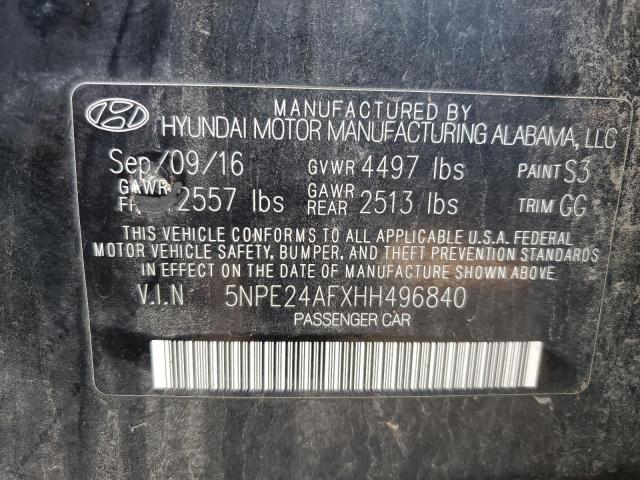 MANUFACTURED BY
HYUNDAI MOTOR MANUFACTURING ALABAMA, LLC
Sep/09/16 GVWR 4497 lbs PAINT S3
GAWR 2557 lbs GAWR REAR 2513 lbs TRIM GG
THIS VEHICLE CONFORMS TO ALL APPLICABLE U.S.A. FEDERAL
MOTOR VEHICLE SAFETY, BUMPER, AND THEFT PREVENTION STANDARDS
IN EFFECT ON THE DATE OF MANUFACTURE SHOWN ABOVE.
V.I.N 5NPE24AFXHH496840
PASSENGER CAR